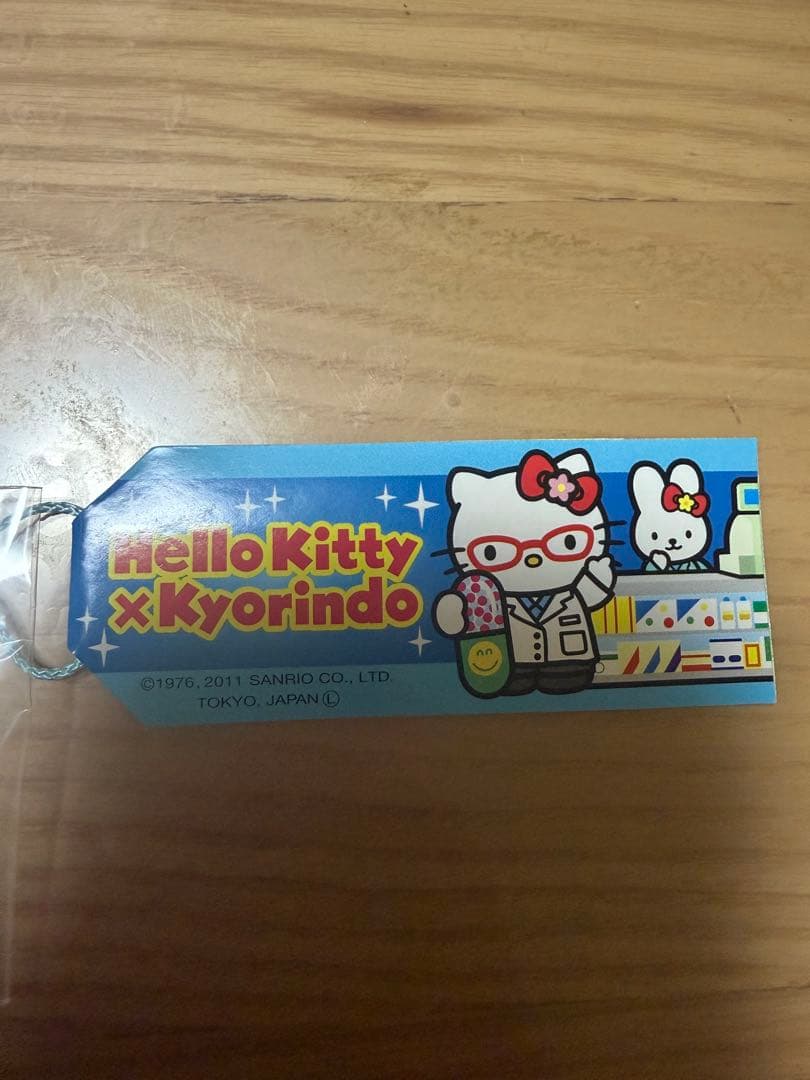 Hello Kitty
×Kyorindo
©1976, 2011 SANRIO CO., LTD.
TOKYO, JAPAN Ⓛ